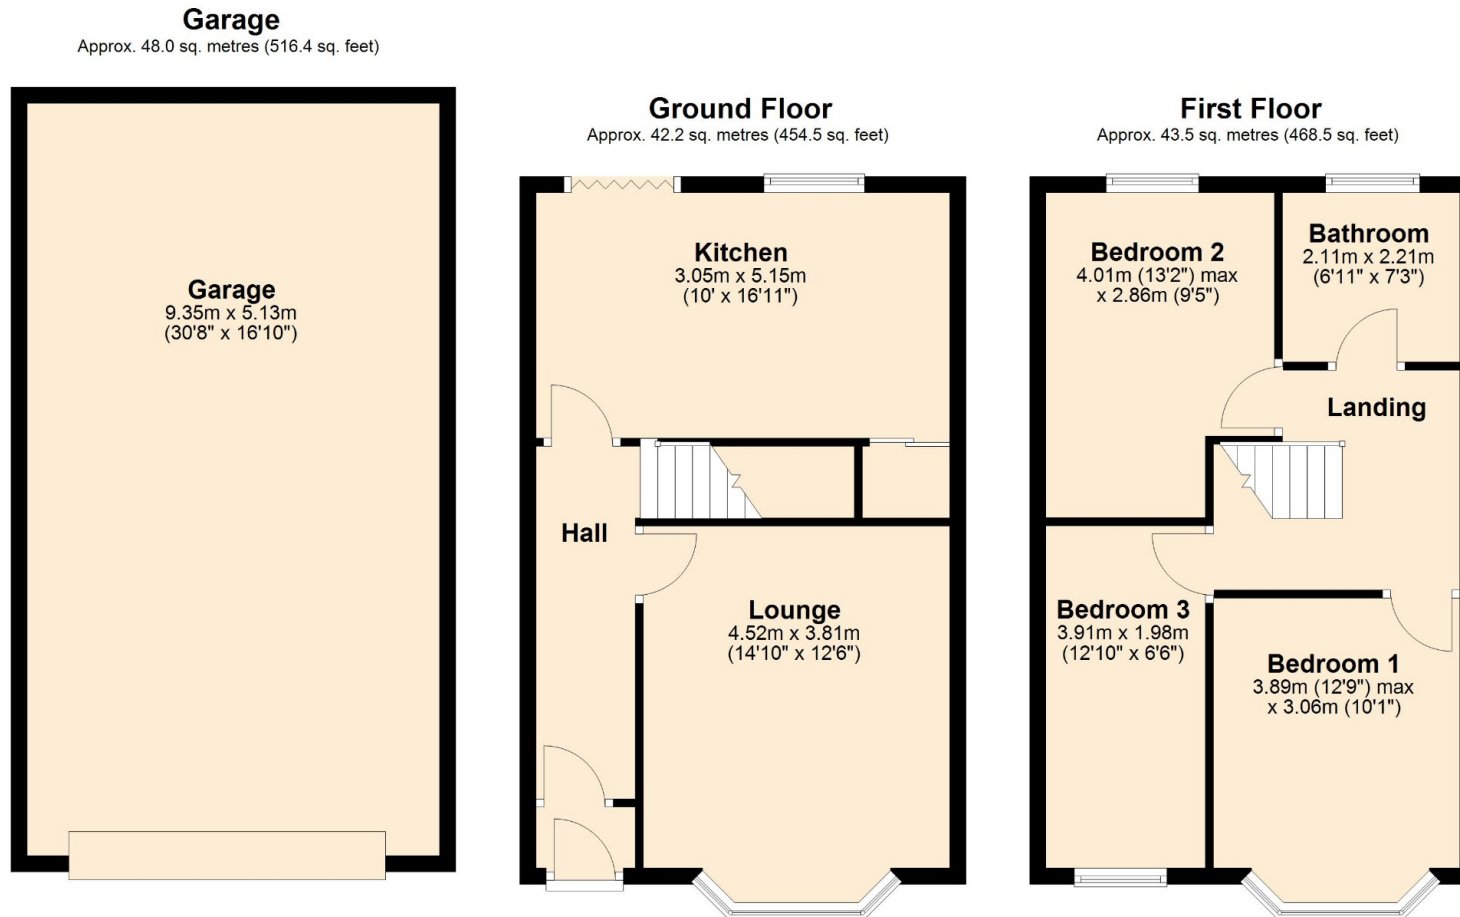 Garage
Approx. 48.0 sq. metres (516.4 sq. feet)
Garage
9.35m x 5.13m
(30'8" x 16'10")
Ground Floor
Approx. 42.2 sq. metres (454.5 sq. feet)
Kitchen
3.05m x 5.15m
(10' x 16'11")
Hall
Lounge
4.52m x 3.81m
(14'10" x 12'6")
First Floor
Approx. 43.5 sq. metres (468.5 sq. feet)
Bedroom 2
4.01m (13'2") max
x 2.86m (9'5")
Bathroom
2.11m x 2.21m
(6'11" x 7'3")
Landing
Bedroom 3
3.91m x 1.98m
(12'10" x 6'6")
Bedroom 1
3.89m (12'9") max
x 3.06m (10'1")